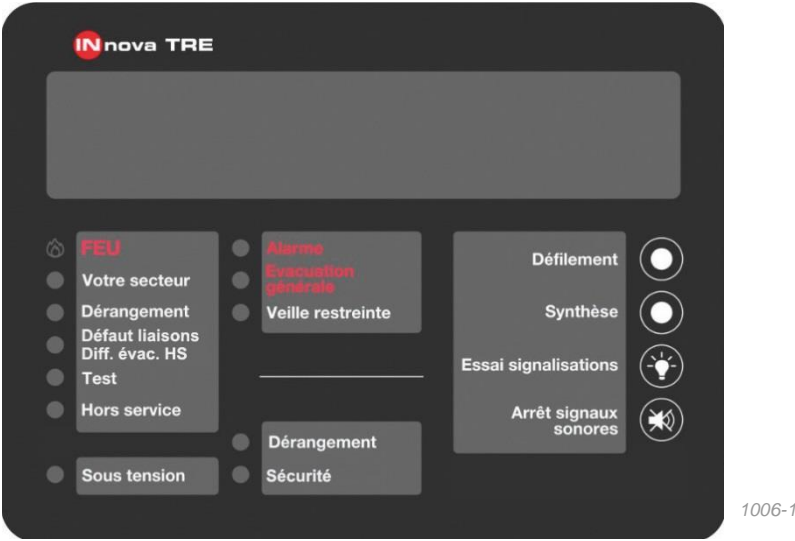 INnova TRE
FEU
Votre secteur
Dérangement
Défaut liaisons
Diff. évac. HS
Test
Hors service
Sous tension
Alarme
Evacuation
générale
Veille restreinte
Dérangement
Sécurité
Défilement
Synthèse
Essai signalisations
Arrêt signaux
sonores
1006-1